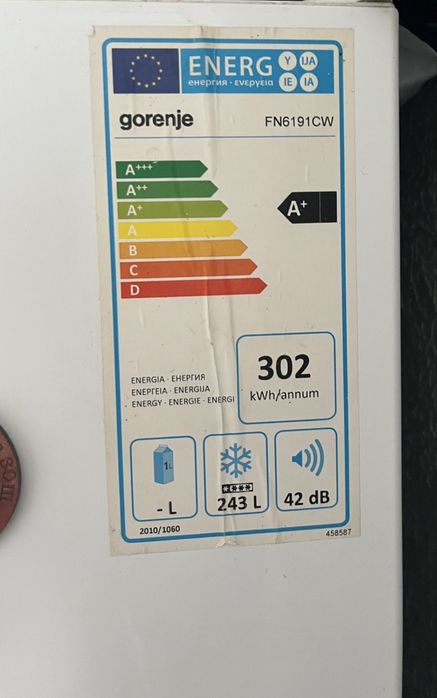 ENERG
Y IJA
IE IA
енергия · ενεργεια
gorenje
FN6191CW
A+++
A++
A+
A
B
C
D
A+
ENERGIA · ЕНЕРГИЯ
ΕΝΕΡΓΕΙΑ · ENERGIJA
ENERGY · ENERGIE · ENERGI
302
kWh/annum
1L
- L
243 L
42 dB
2010/1060
458587